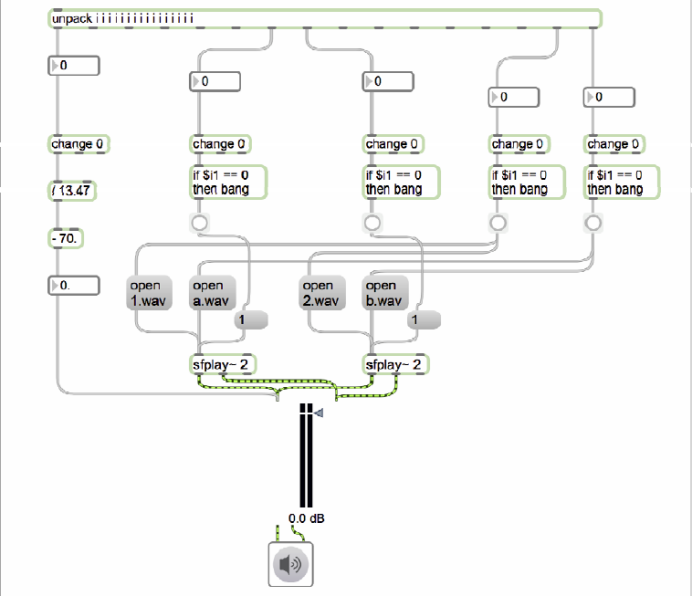 unpack i i i i i i i i i i i i i i i i
0
0
0
0
0
change 0
change 0
change 0
change 0
change 0
/ 13.47
if $i1 == 0
then bang
if $i1 == 0
then bang
if $i1 == 0
then bang
if $i1 == 0
then bang
- 70.
0.
open
1.wav
open
a.wav
open
2.wav
open
b.wav
1
1
sfplay~ 2
sfplay~ 2
0.0 dB